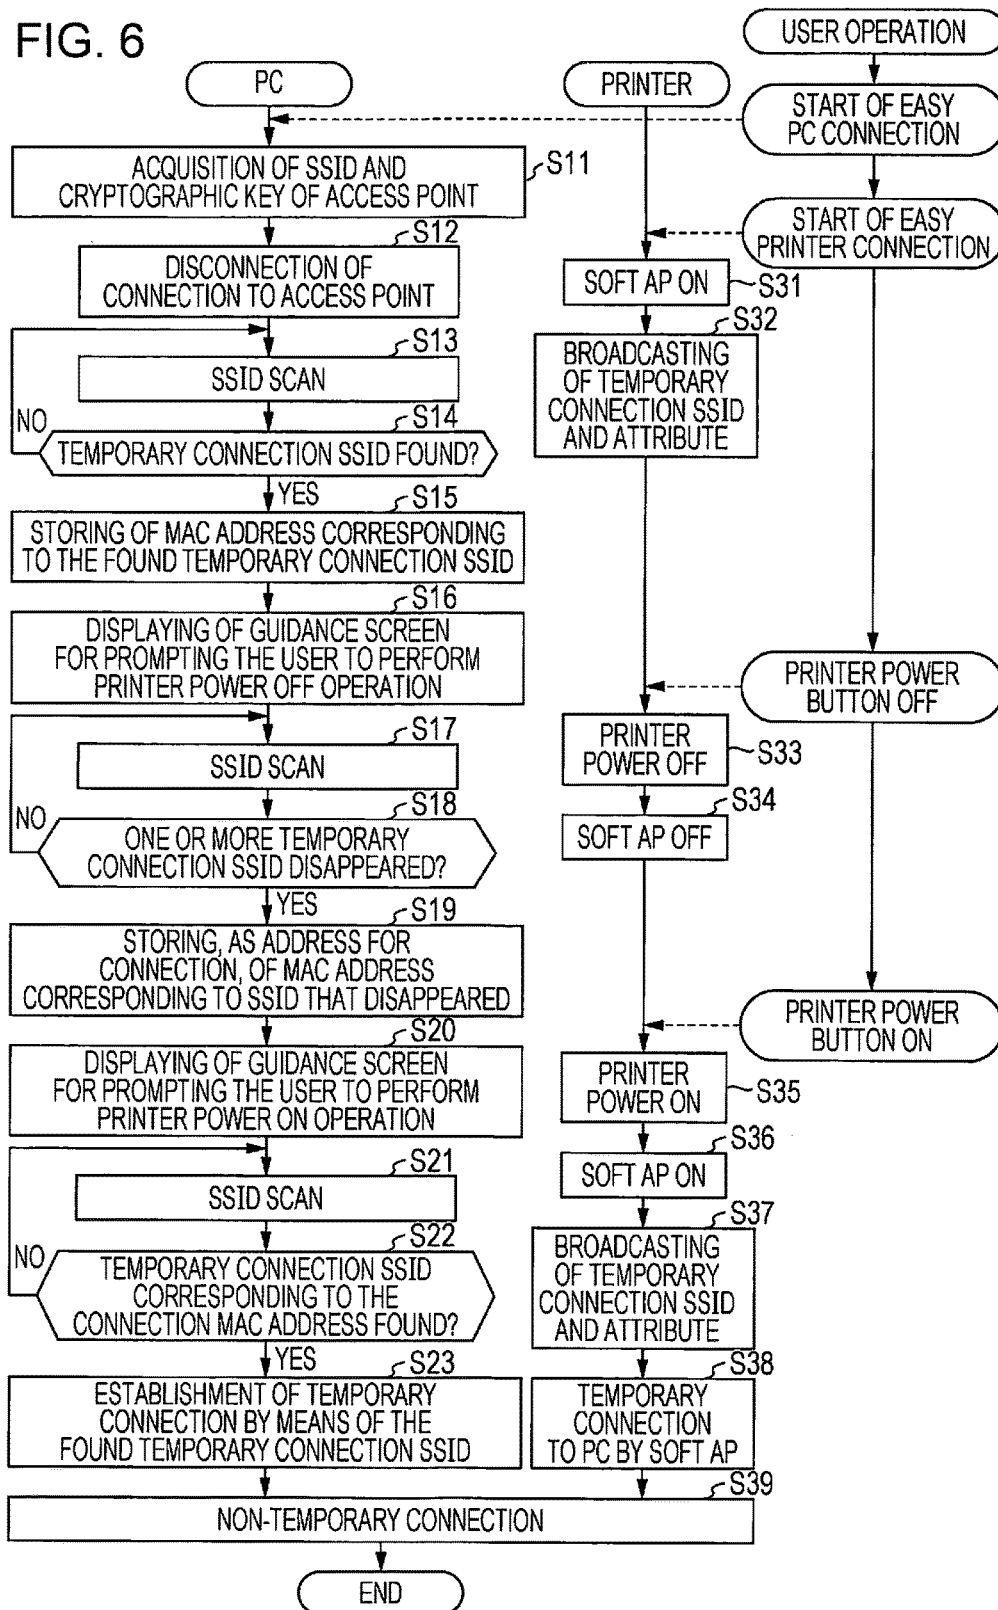 FIG. 6
USER OPERATION
PC
PRINTER
START OF EASY
PC CONNECTION
ACQUISITION OF SSID AND
CRYPTOGRAPHIC KEY OF ACCESS POINT
S11
START OF EASY
PRINTER CONNECTION
S12
DISCONNECTION OF
CONNECTION TO ACCESS POINT
SOFT AP ON
S31
S13
SSID SCAN
S32
BROADCASTING
OF TEMPORARY
CONNECTION SSID
AND ATTRIBUTE
NO
S14
TEMPORARY CONNECTION SSID FOUND?
YES
S15
STORING OF MAC ADDRESS CORRESPONDING
TO THE FOUND TEMPORARY CONNECTION SSID
S16
DISPLAYING OF GUIDANCE SCREEN
FOR PROMPTING THE USER TO PERFORM
PRINTER POWER OFF OPERATION
PRINTER POWER
BUTTON OFF
S17
SSID SCAN
PRINTER
POWER OFF
S33
NO
S18
ONE OR MORE TEMPORARY
CONNECTION SSID DISAPPEARED?
S34
SOFT AP OFF
YES
S19
STORING, AS ADDRESS FOR
CONNECTION, OF MAC ADDRESS
CORRESPONDING TO SSID THAT DISAPPEARED
PRINTER POWER
BUTTON ON
S20
DISPLAYING OF GUIDANCE SCREEN
FOR PROMPTING THE USER TO PERFORM
PRINTER POWER ON OPERATION
PRINTER
POWER ON
S35
S21
SSID SCAN
S36
SOFT AP ON
NO
S22
TEMPORARY CONNECTION SSID
CORRESPONDING TO THE
CONNECTION MAC ADDRESS FOUND?
S37
BROADCASTING
OF TEMPORARY
CONNECTION SSID
AND ATTRIBUTE
YES
S23
ESTABLISHMENT OF TEMPORARY
CONNECTION BY MEANS OF THE
FOUND TEMPORARY CONNECTION SSID
S38
TEMPORARY
CONNECTION
TO PC BY SOFT AP
S39
NON-TEMPORARY CONNECTION
END